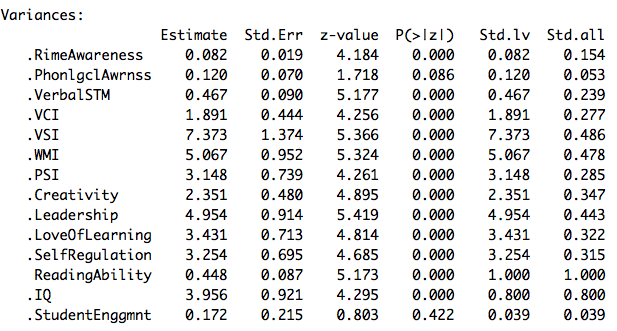 Variances:
Estimate Std.Err z-value P(>|z|) Std.lv Std.all
.RimeAwareness 0.082 0.019 4.184 0.000 0.082 0.154
.PhonlgclAwrnss 0.120 0.070 1.718 0.086 0.120 0.053
.VerbalSTM 0.467 0.090 5.177 0.000 0.467 0.239
.VCI 1.891 0.444 4.256 0.000 1.891 0.277
.VSI 7.373 1.374 5.366 0.000 7.373 0.486
.WMI 5.067 0.952 5.324 0.000 5.067 0.478
.PSI 3.148 0.739 4.261 0.000 3.148 0.285
.Creativity 2.351 0.480 4.895 0.000 2.351 0.347
.Leadership 4.954 0.914 5.419 0.000 4.954 0.443
.LoveOfLearning 3.431 0.713 4.814 0.000 3.431 0.322
.SelfRegulation 3.254 0.695 4.685 0.000 3.254 0.315
ReadingAbility 0.448 0.087 5.173 0.000 1.000 1.000
.IQ 3.956 0.921 4.295 0.000 0.800 0.800
.StudentEnggmnt 0.172 0.215 0.803 0.422 0.039 0.039